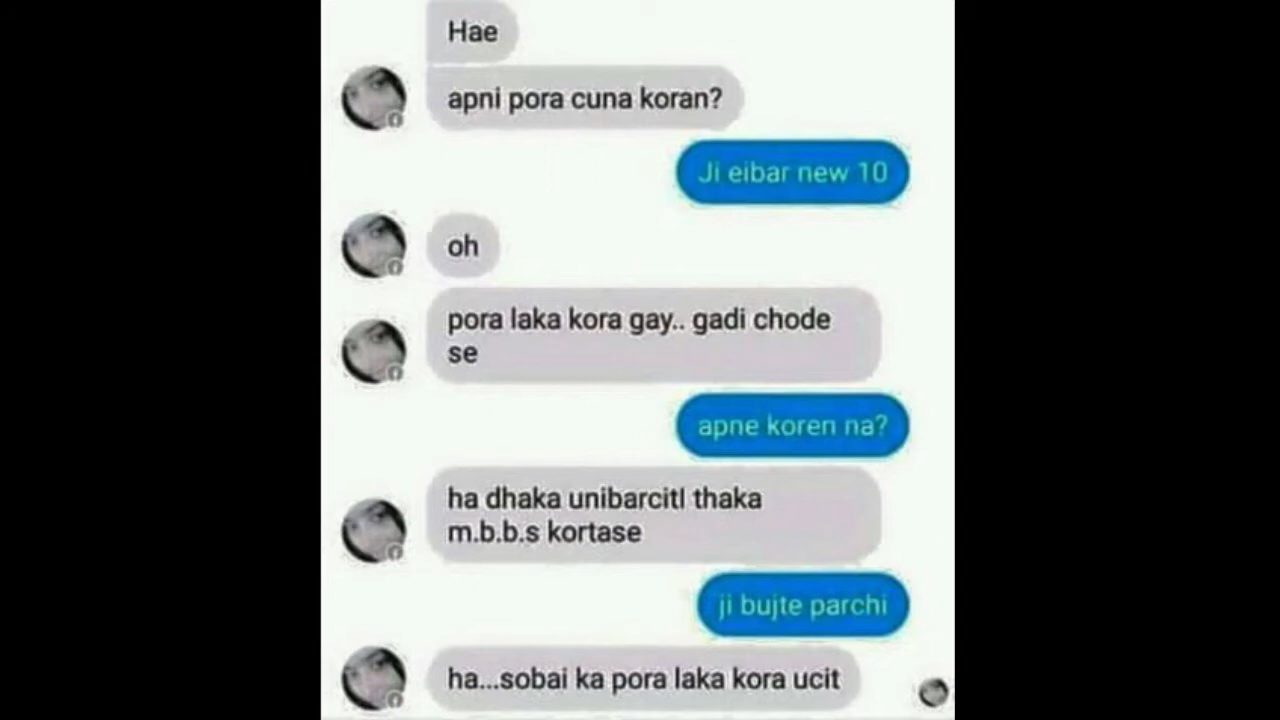 Hae
apni pora cuna koran?
Ji eibar new 10
oh
pora laka kora gay.. gadi chode
se
apne koren na?
ha dhaka unibarcitl thaka
m.b.b.s kortase
ji bujte parchi
ha...sobai ka pora laka kora ucit